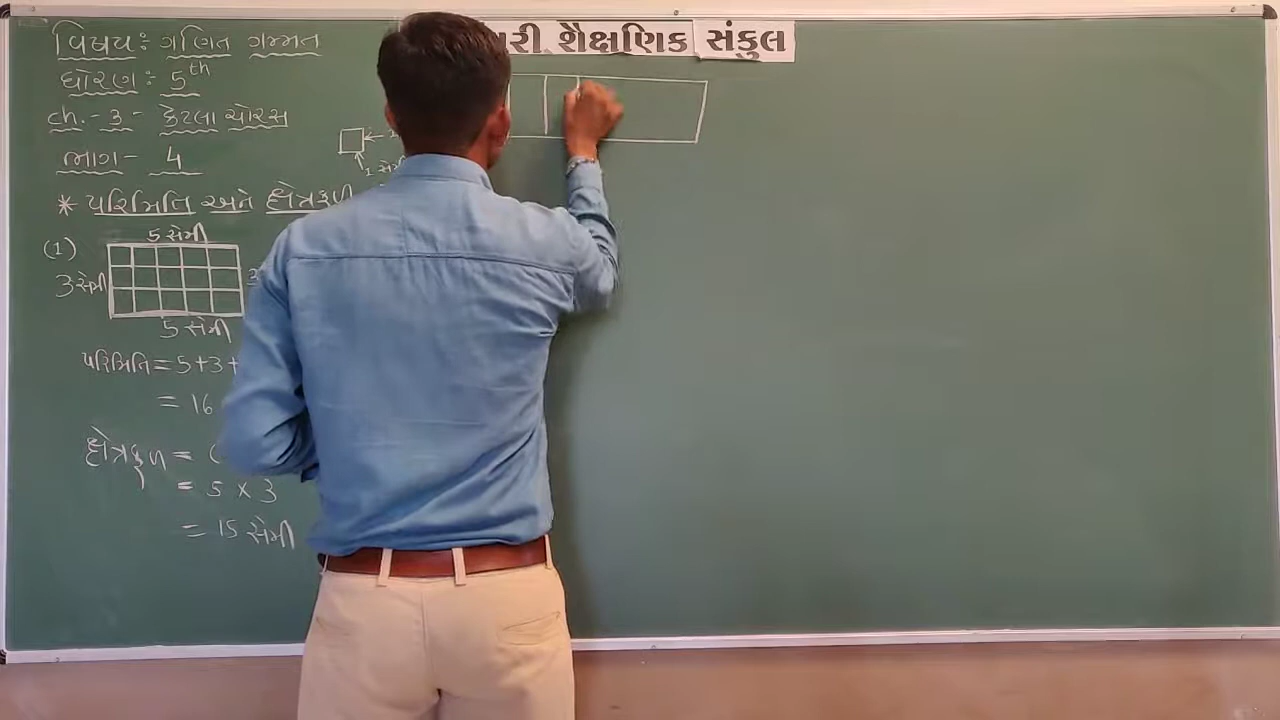 વિષય: ગણિત ગમ્મત
ધોરણ: 5th
ch.- 3 - કેટલા ચોરસ
ભાગ- 4
* પરિમિતિ અને ક્ષેત્રફળ
1 સેમી
(1)
5 સેમી
3 સેમી
5 સેમી
પરિમિતિ = 5+3+
= 16
ક્ષેત્રફળ = (
= 5 × 3
= 15 સેમી
રી શૈક્ષણિક સંકુલ